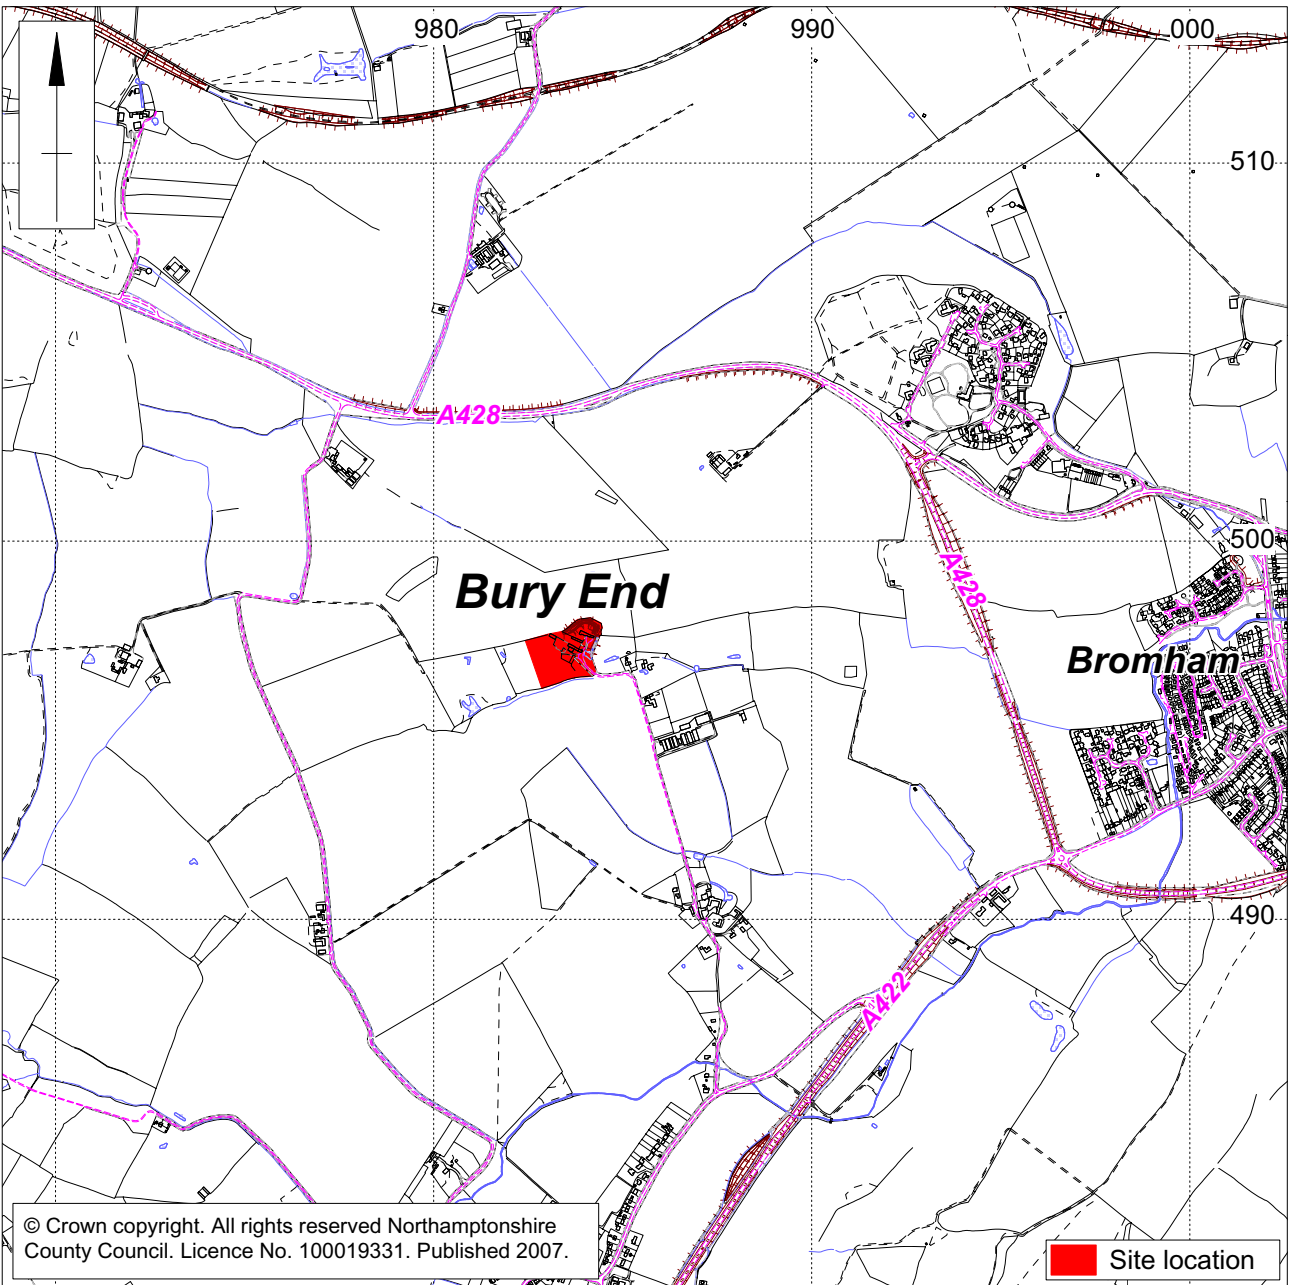 980
990
000
510
A428
500
A428
Bury End
Bromham
490
A422
© Crown copyright. All rights reserved Northamptonshire
County Council. Licence No. 100019331. Published 2007.
Site location